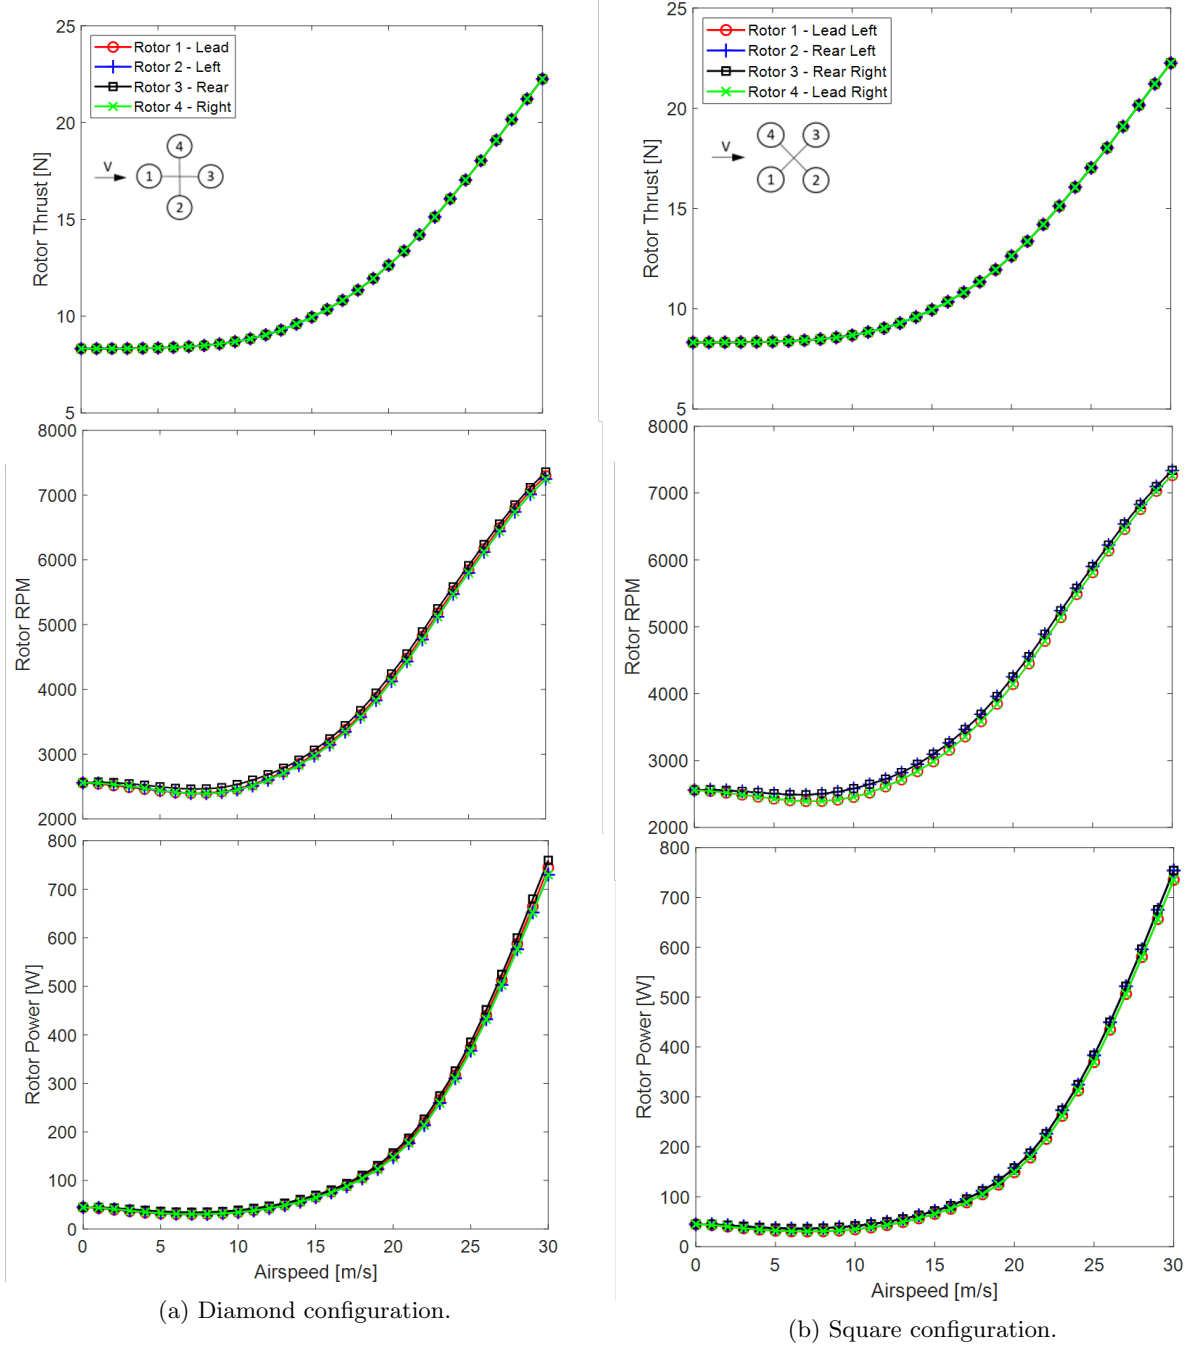 25
20
15
10
5
Rotor Thrust [N]
Rotor 1 - Lead
Rotor 2 - Left
Rotor 3 - Rear
Rotor 4 - Right
V
4
1
3
2
8000
7000
6000
5000
4000
3000
2000
Rotor RPM
800
700
600
500
400
300
200
100
0
Rotor Power [W]
0 5 10 15 20 25 30
Airspeed [m/s]
(a) Diamond configuration.
25
20
15
10
5
Rotor Thrust [N]
Rotor 1 - Lead Left
Rotor 2 - Rear Left
Rotor 3 - Rear Right
Rotor 4 - Lead Right
V
4 3
1 2
8000
7000
6000
5000
4000
3000
2000
Rotor RPM
800
700
600
500
400
300
200
100
0
Rotor Power [W]
0 5 10 15 20 25 30
Airspeed [m/s]
(b) Square configuration.